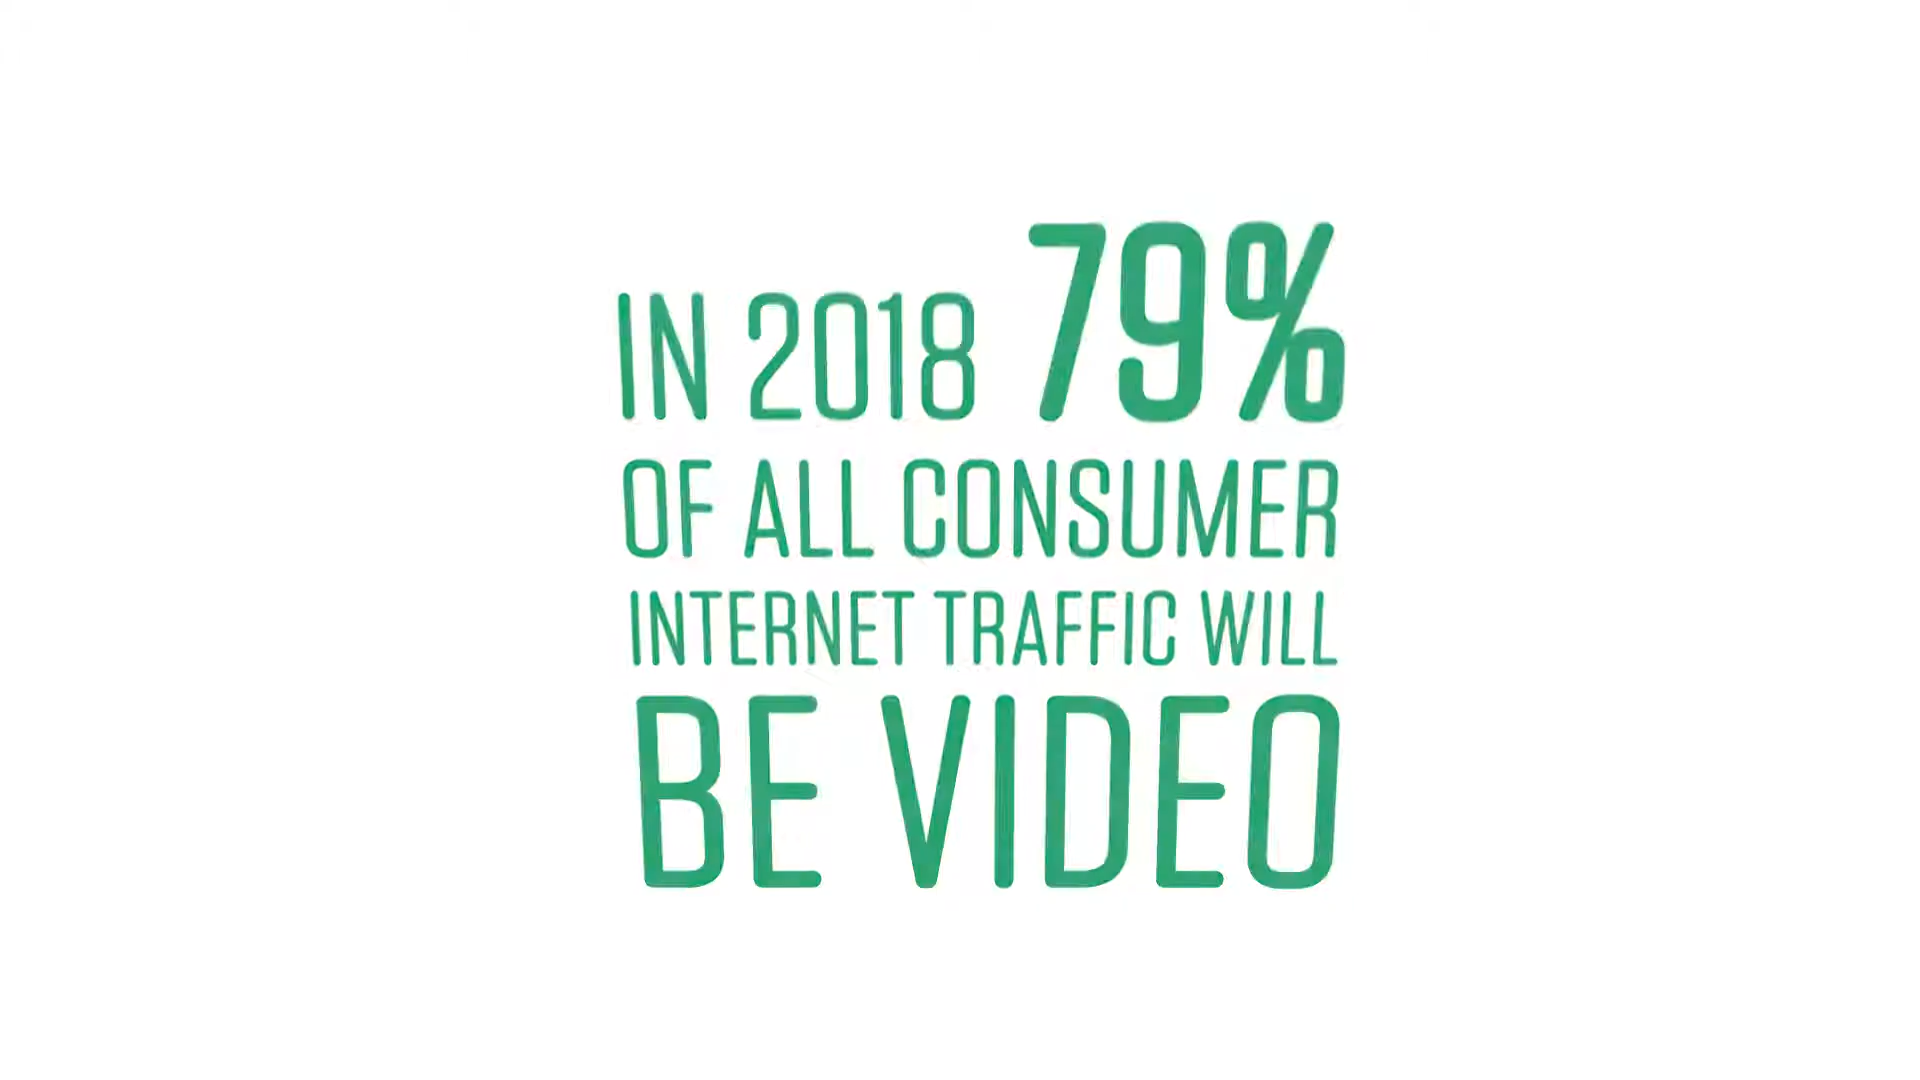 IN 2018 79%
OF ALL CONSUMER
INTERNET TRAFFIC WILL
BE VIDEO